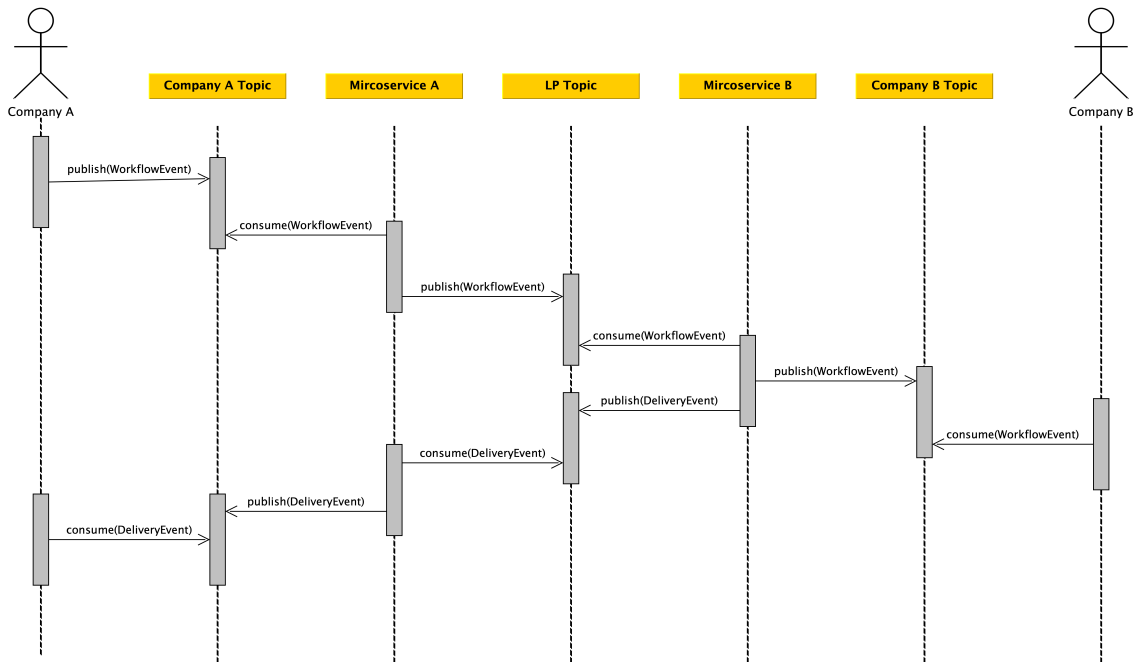 Company A
Company A Topic
Mircoservice A
LP Topic
Mircoservice B
Company B Topic
Company B
publish(WorkflowEvent)
consume(WorkflowEvent)
publish(WorkflowEvent)
consume(WorkflowEvent)
publish(WorkflowEvent)
publish(DeliveryEvent)
consume(WorkflowEvent)
consume(DeliveryEvent)
publish(DeliveryEvent)
consume(DeliveryEvent)